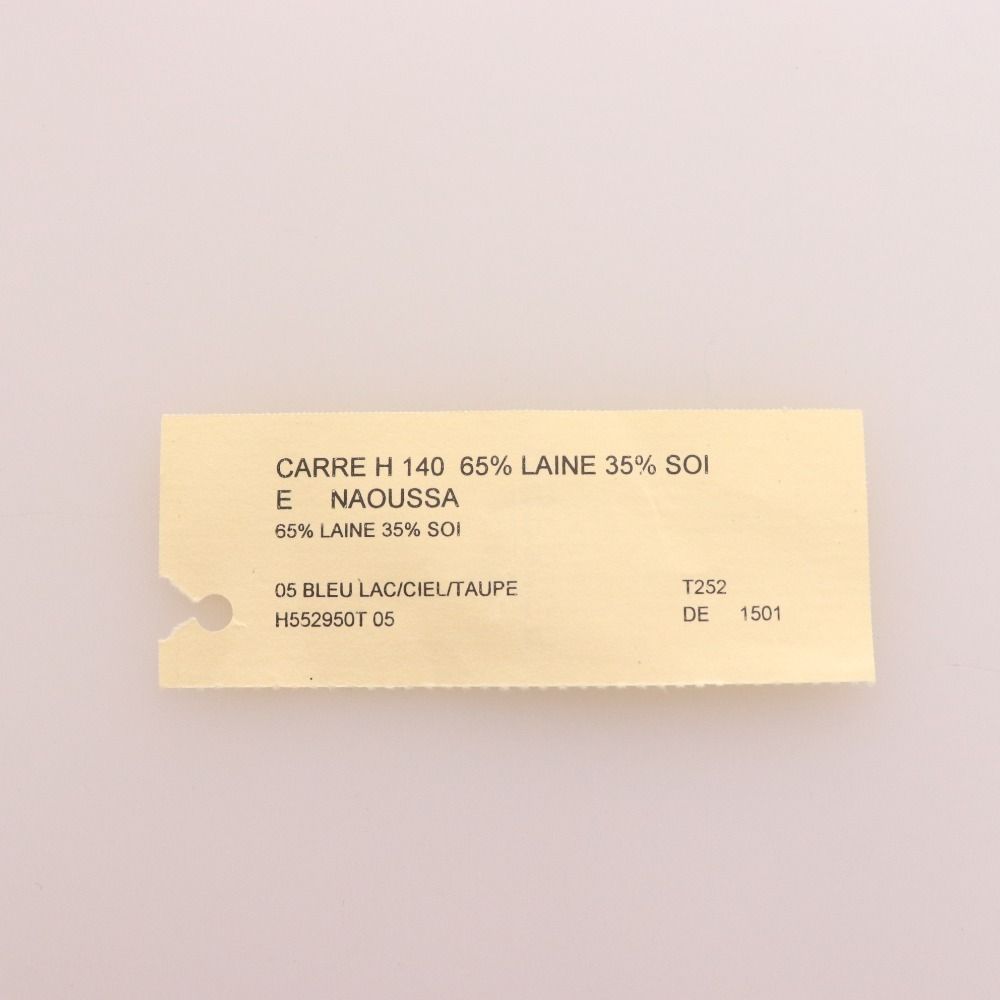 CARRE H 140 65% LAINE 35% SOI
E NAOUSSA
65% LAINE 35% SOI
05 BLEU LAC/CIEL/TAUPE T252
H552950T 05 DE 1501